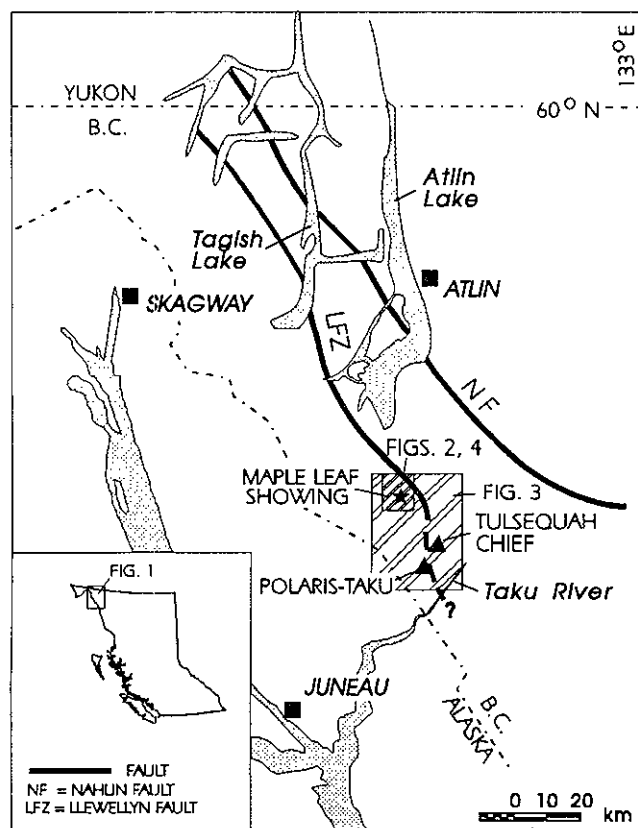 133° E
YUKON
B.C.
60° N
Atlin
Lake
Tagish
Lake
ATLIN
SKAGWAY
LFZ
NF
FIGS. 2, 4
MAPLE LEAF
SHOWING
FIG. 3
TULSEQUAH
CHIEF
POLARIS-TAKU
Taku River
?
FIG. 1
JUNEAU
B.C.
ALASKA
FAULT
NF = NAHLIN FAULT
LFZ = LLEWELLYN FAULT
0 10 20
km